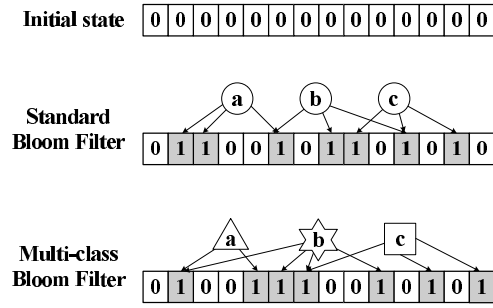 Initial state 0 0 0 0 0 0 0 0 0 0 0 0 0 0
a b c
Standard
Bloom Filter
0 1 1 0 0 1 0 1 1 0 1 0 1 0
a b c
Multi-class
Bloom Filter
0 1 0 0 1 1 1 0 0 1 0 1 0 1